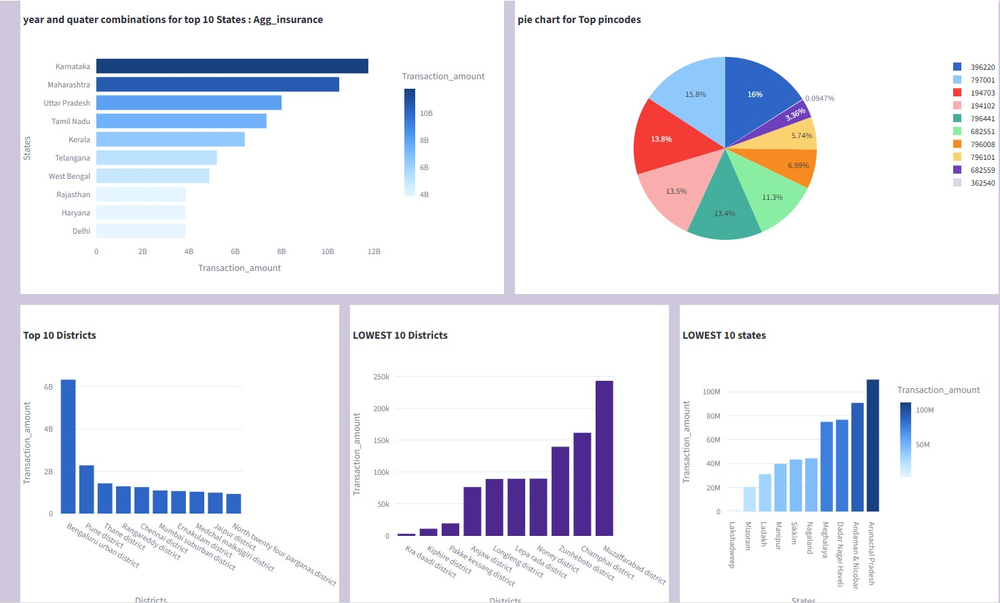 year and quater combinations for top 10 States : Agg_insurance
States
Karnataka
Maharashtra
Uttar Pradesh
Tamil Nadu
Kerala
Telangana
West Bengal
Rajasthan
Haryana
Delhi
0 2B 4B 6B 8B 10B 12B
Transaction_amount
Transaction_amount
10B
8B
6B
4B
pie chart for Top pincodes
15.8%
16%
0.0947%
3.36%
5.74%
13.8%
6.99%
13.5%
11.3%
13.4%
396220
797001
194703
194102
796441
682551
796008
796101
682559
362540
Top 10 Districts
Transaction_amount
6B
4B
2B
0
Bengaluru urban district
Pune district
Thane district
Rangareddy district
Chennai district
Mumbai suburban district
Ernakulam district
Medchal malkajgiri district
Jaipur district
North twenty four parganas district
Districts
LOWEST 10 Districts
Transaction_amount
250k
200k
150k
100k
50k
0
Kra daadi district
Kiphire district
Pakke kessang district
Anjaw district
Longleng district
Lepa rada district
Noney district
Zunheboto district
Champhai district
Muzaffarabad district
Districts
LOWEST 10 states
Transaction_amount
100M
80M
60M
40M
20M
0
Lakshadweep
Mizoram
Ladakh
Manipur
Sikkim
Nagaland
Meghalaya
Dadar Nagar Haveli
Andaman & Nicobar
Arunachal Pradesh
States
Transaction_amount
100M
50M